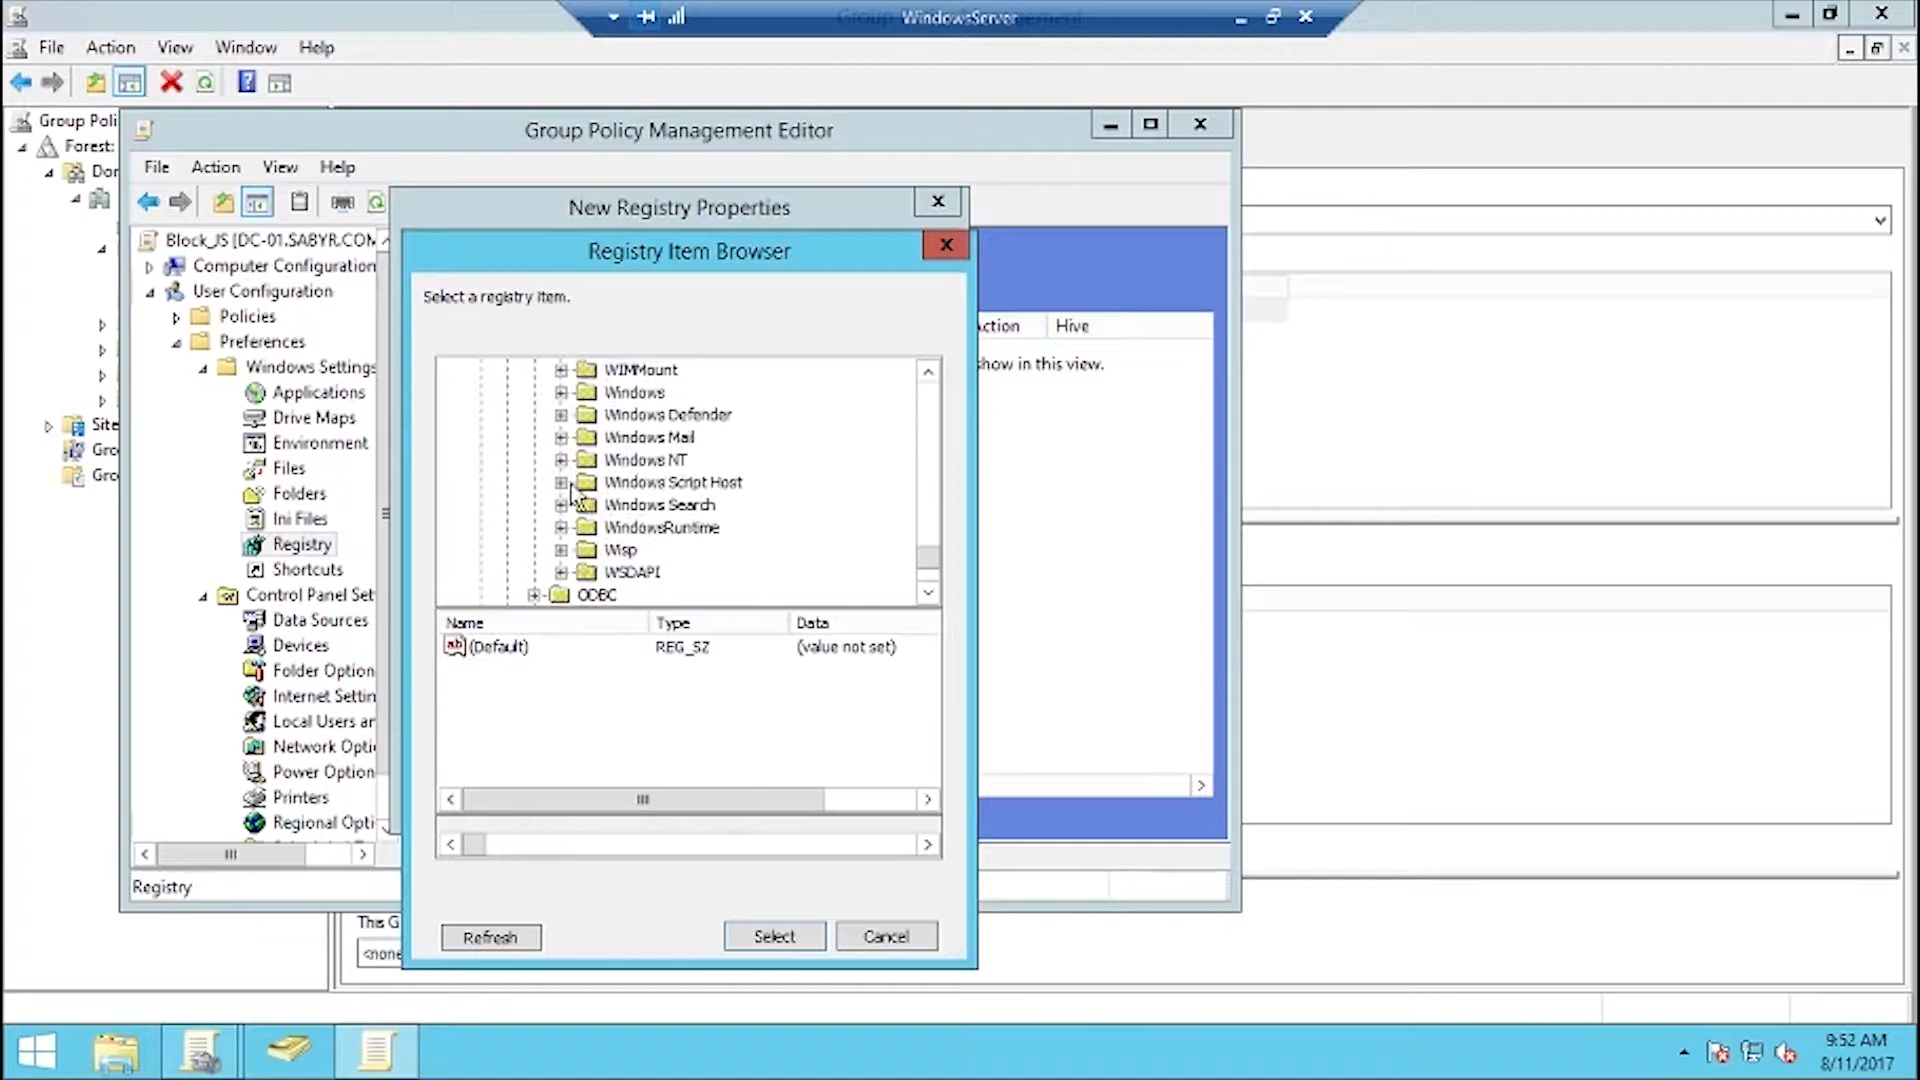 WindowsServer
File Action View Window Help
Group Poli
Forest:
Dor
Site
Gro
Gro
Group Policy Management Editor
File Action View Help
Block_JS [DC-01.SABYR.COM
Computer Configuration
User Configuration
Policies
Preferences
Windows Settings
Applications
Drive Maps
Environment
Files
Folders
Ini Files
Registry
Shortcuts
Control Panel Set
Data Sources
Devices
Folder Option
Internet Settin
Local Users an
Network Opti
Power Option
Printers
Regional Opti
Registry
New Registry Properties
Registry Item Browser
Select a registry item.
WIMMount
Windows
Windows Defender
Windows Mail
Windows NT
Windows Script Host
Windows Search
WindowsRuntime
Wisp
WSDAPI
ODBC
Name Type Data
(Default) REG_SZ (value not set)
Refresh Select Cancel
ction Hive
show in this view.
This G
<none
9:52 AM
8/11/2017